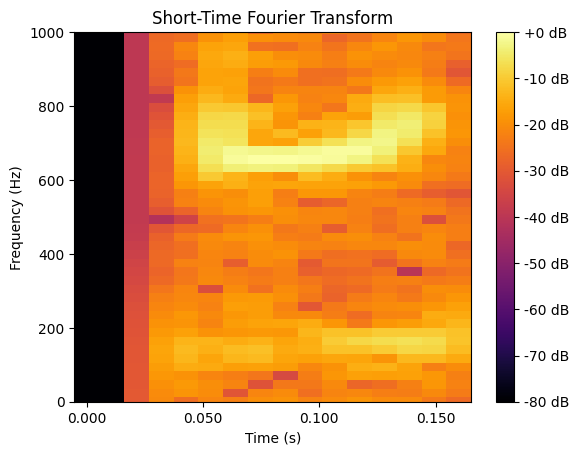 Short-Time Fourier Transform
1000
800
600
400
200
0
Frequency (Hz)
0.000
0.050
0.100
0.150
Time (s)
+0 dB
-10 dB
-20 dB
-30 dB
-40 dB
-50 dB
-60 dB
-70 dB
-80 dB